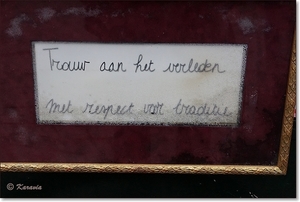 Trouw aan het verleden
met respect voor traditie
© Karavia